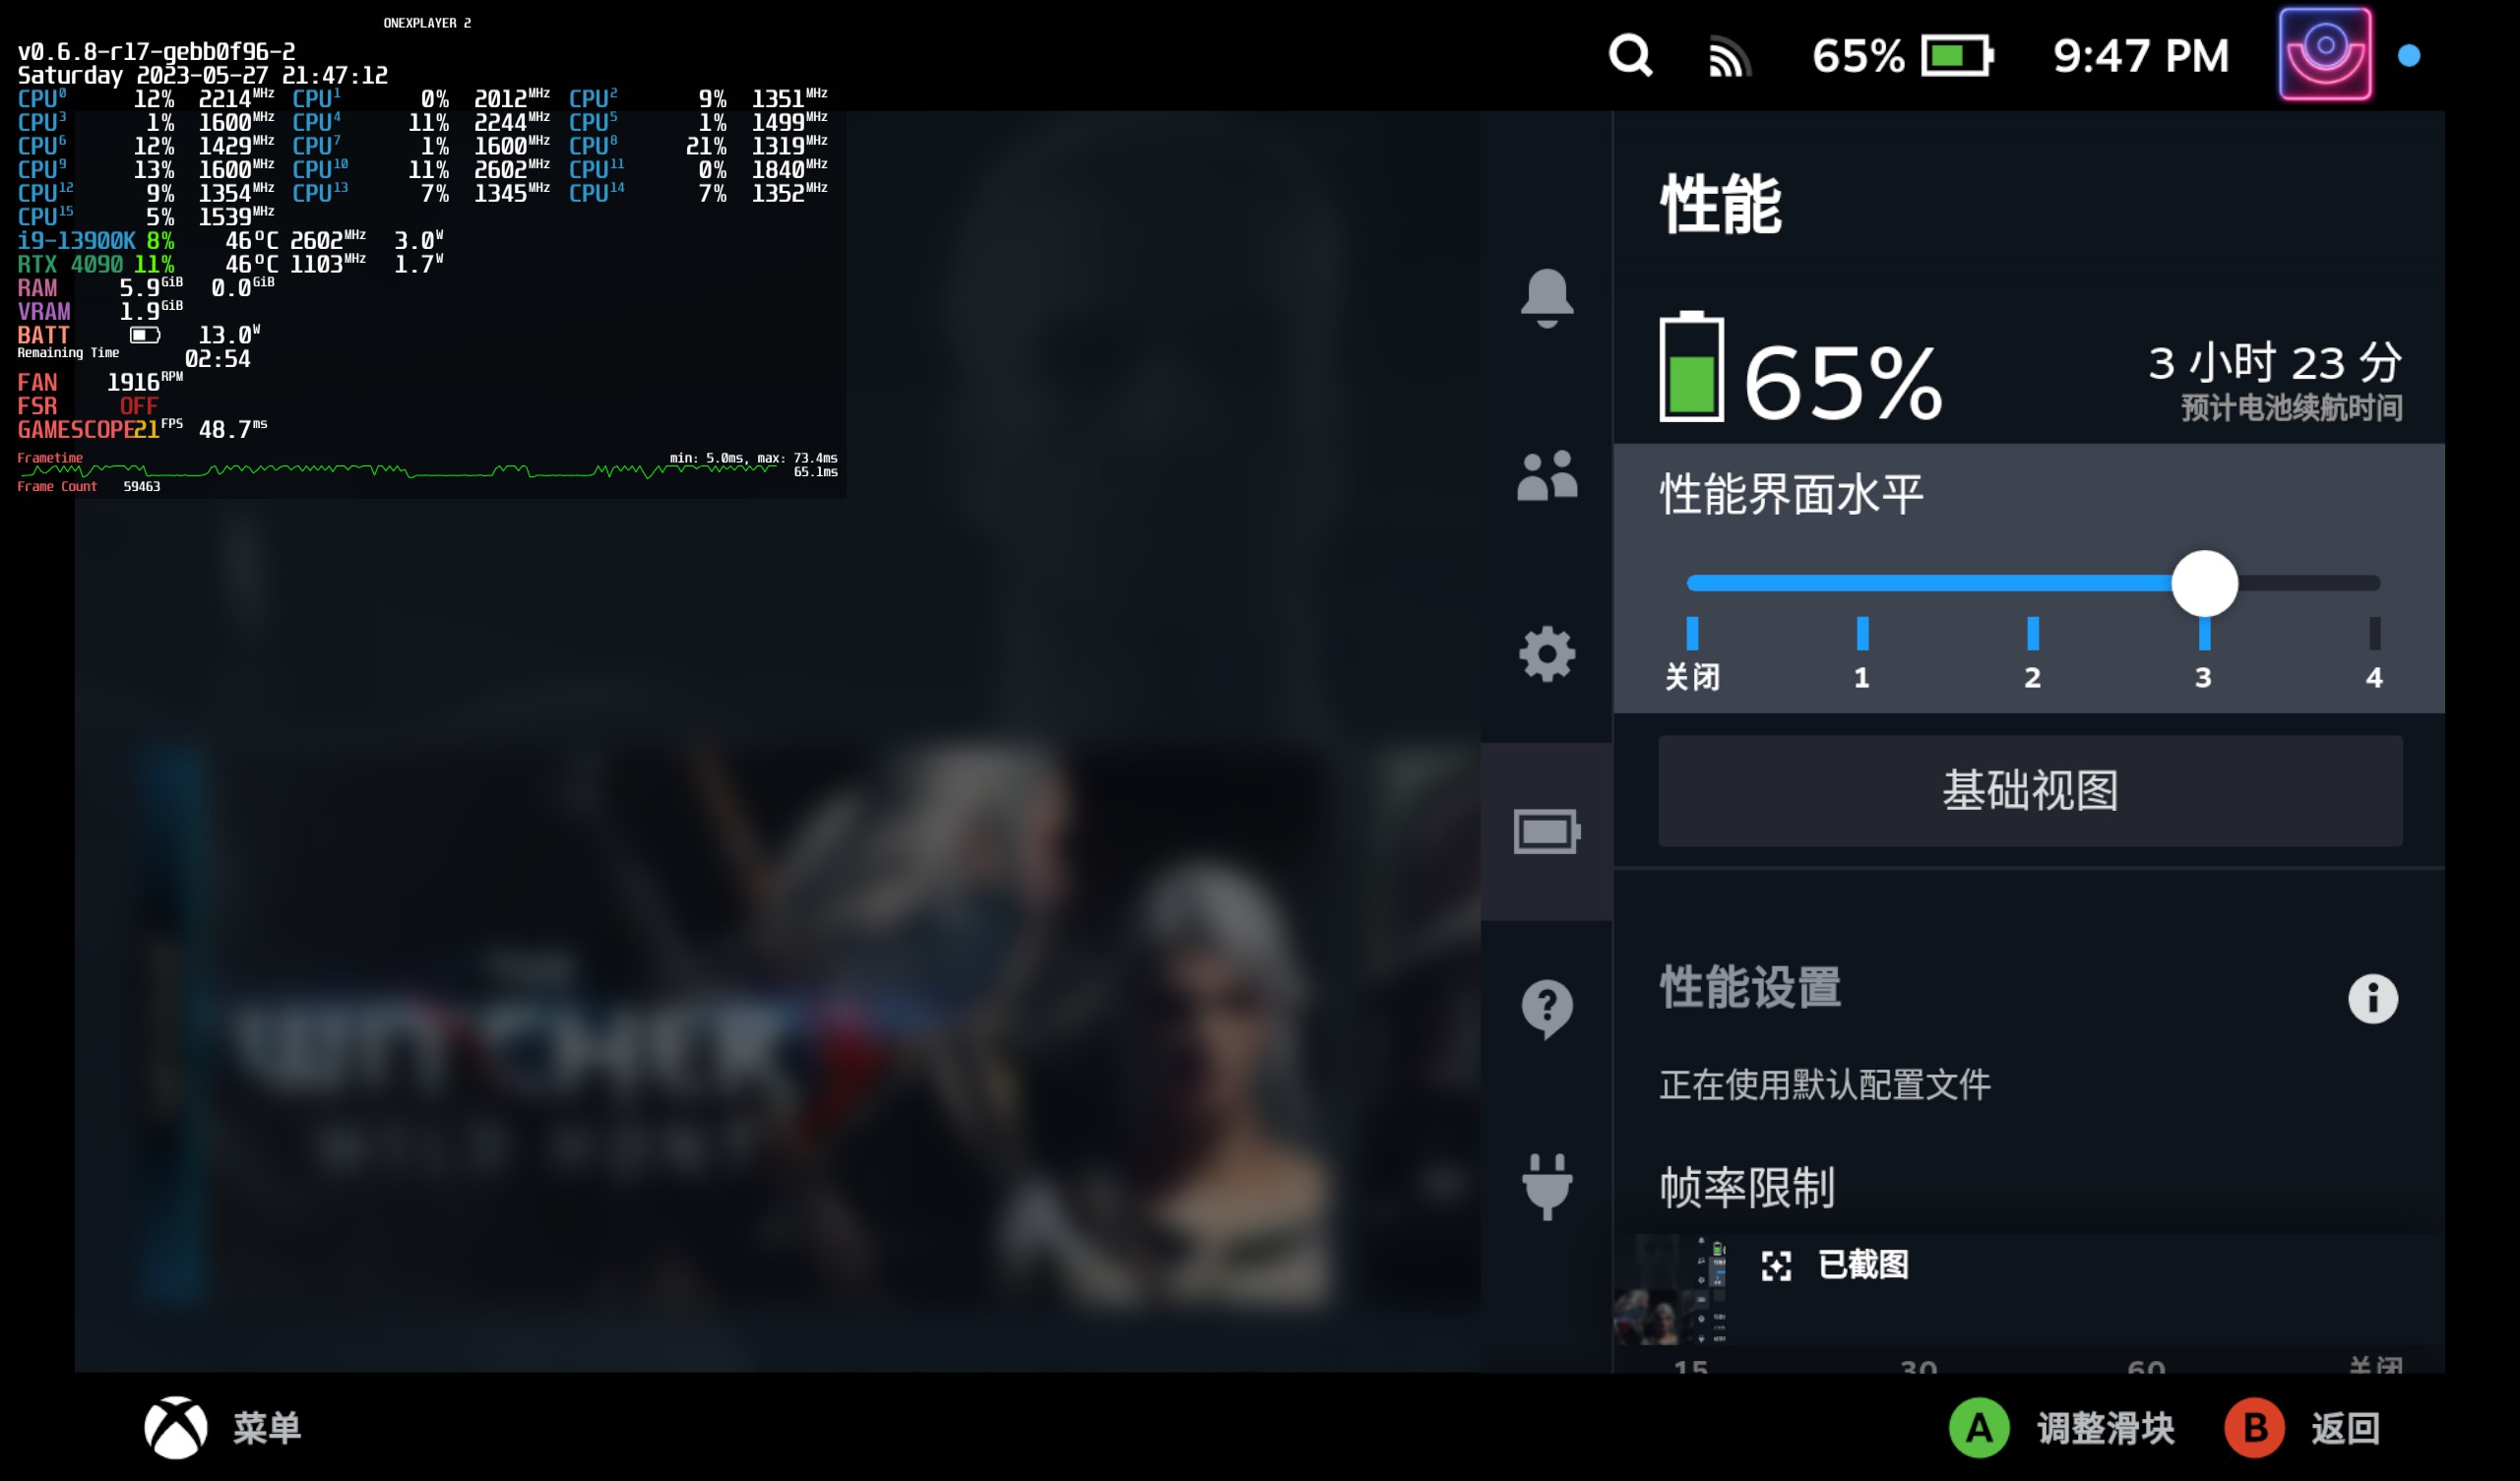 ONEXPLAYER 2
v0.6.8-r17-gebb0f96-2
Saturday 2023-05-27 21:47:12
CPU0 12% 2214MHz CPU1 0% 2012MHz CPU2 9% 1351MHz
CPU3 1% 1600MHz CPU4 11% 2244MHz CPU5 1% 1499MHz
CPU6 12% 1429MHz CPU7 1% 1600MHz CPU8 21% 1319MHz
CPU9 13% 1600MHz CPU10 11% 2602MHz CPU11 0% 1840MHz
CPU12 9% 1354MHz CPU13 7% 1345MHz CPU14 7% 1352MHz
CPU15 5% 1539MHz
i9-13900K 8% 46°C 2602MHz 3.0W
RTX 4090 11% 46°C 1103MHz 1.7W
RAM 5.9GiB 0.0GiB
VRAM 1.9GiB
BATT 13.0W
Remaining Time 02:54
FAN 1916RPM
FSR OFF
GAMESCOPE21FPS 48.7ms
Frametime min: 5.0ms, max: 73.4ms
65.1ms
Frame Count 59463
65% 9:47 PM
性能
65% 3 小时 23 分
预计电池续航时间
性能界面水平
关闭 1 2 3 4
基础视图
性能设置
正在使用默认配置文件
帧率限制
已截图
15 30 60 关闭
WITCHER
WILD HUNT
菜单
A 调整滑块 B 返回